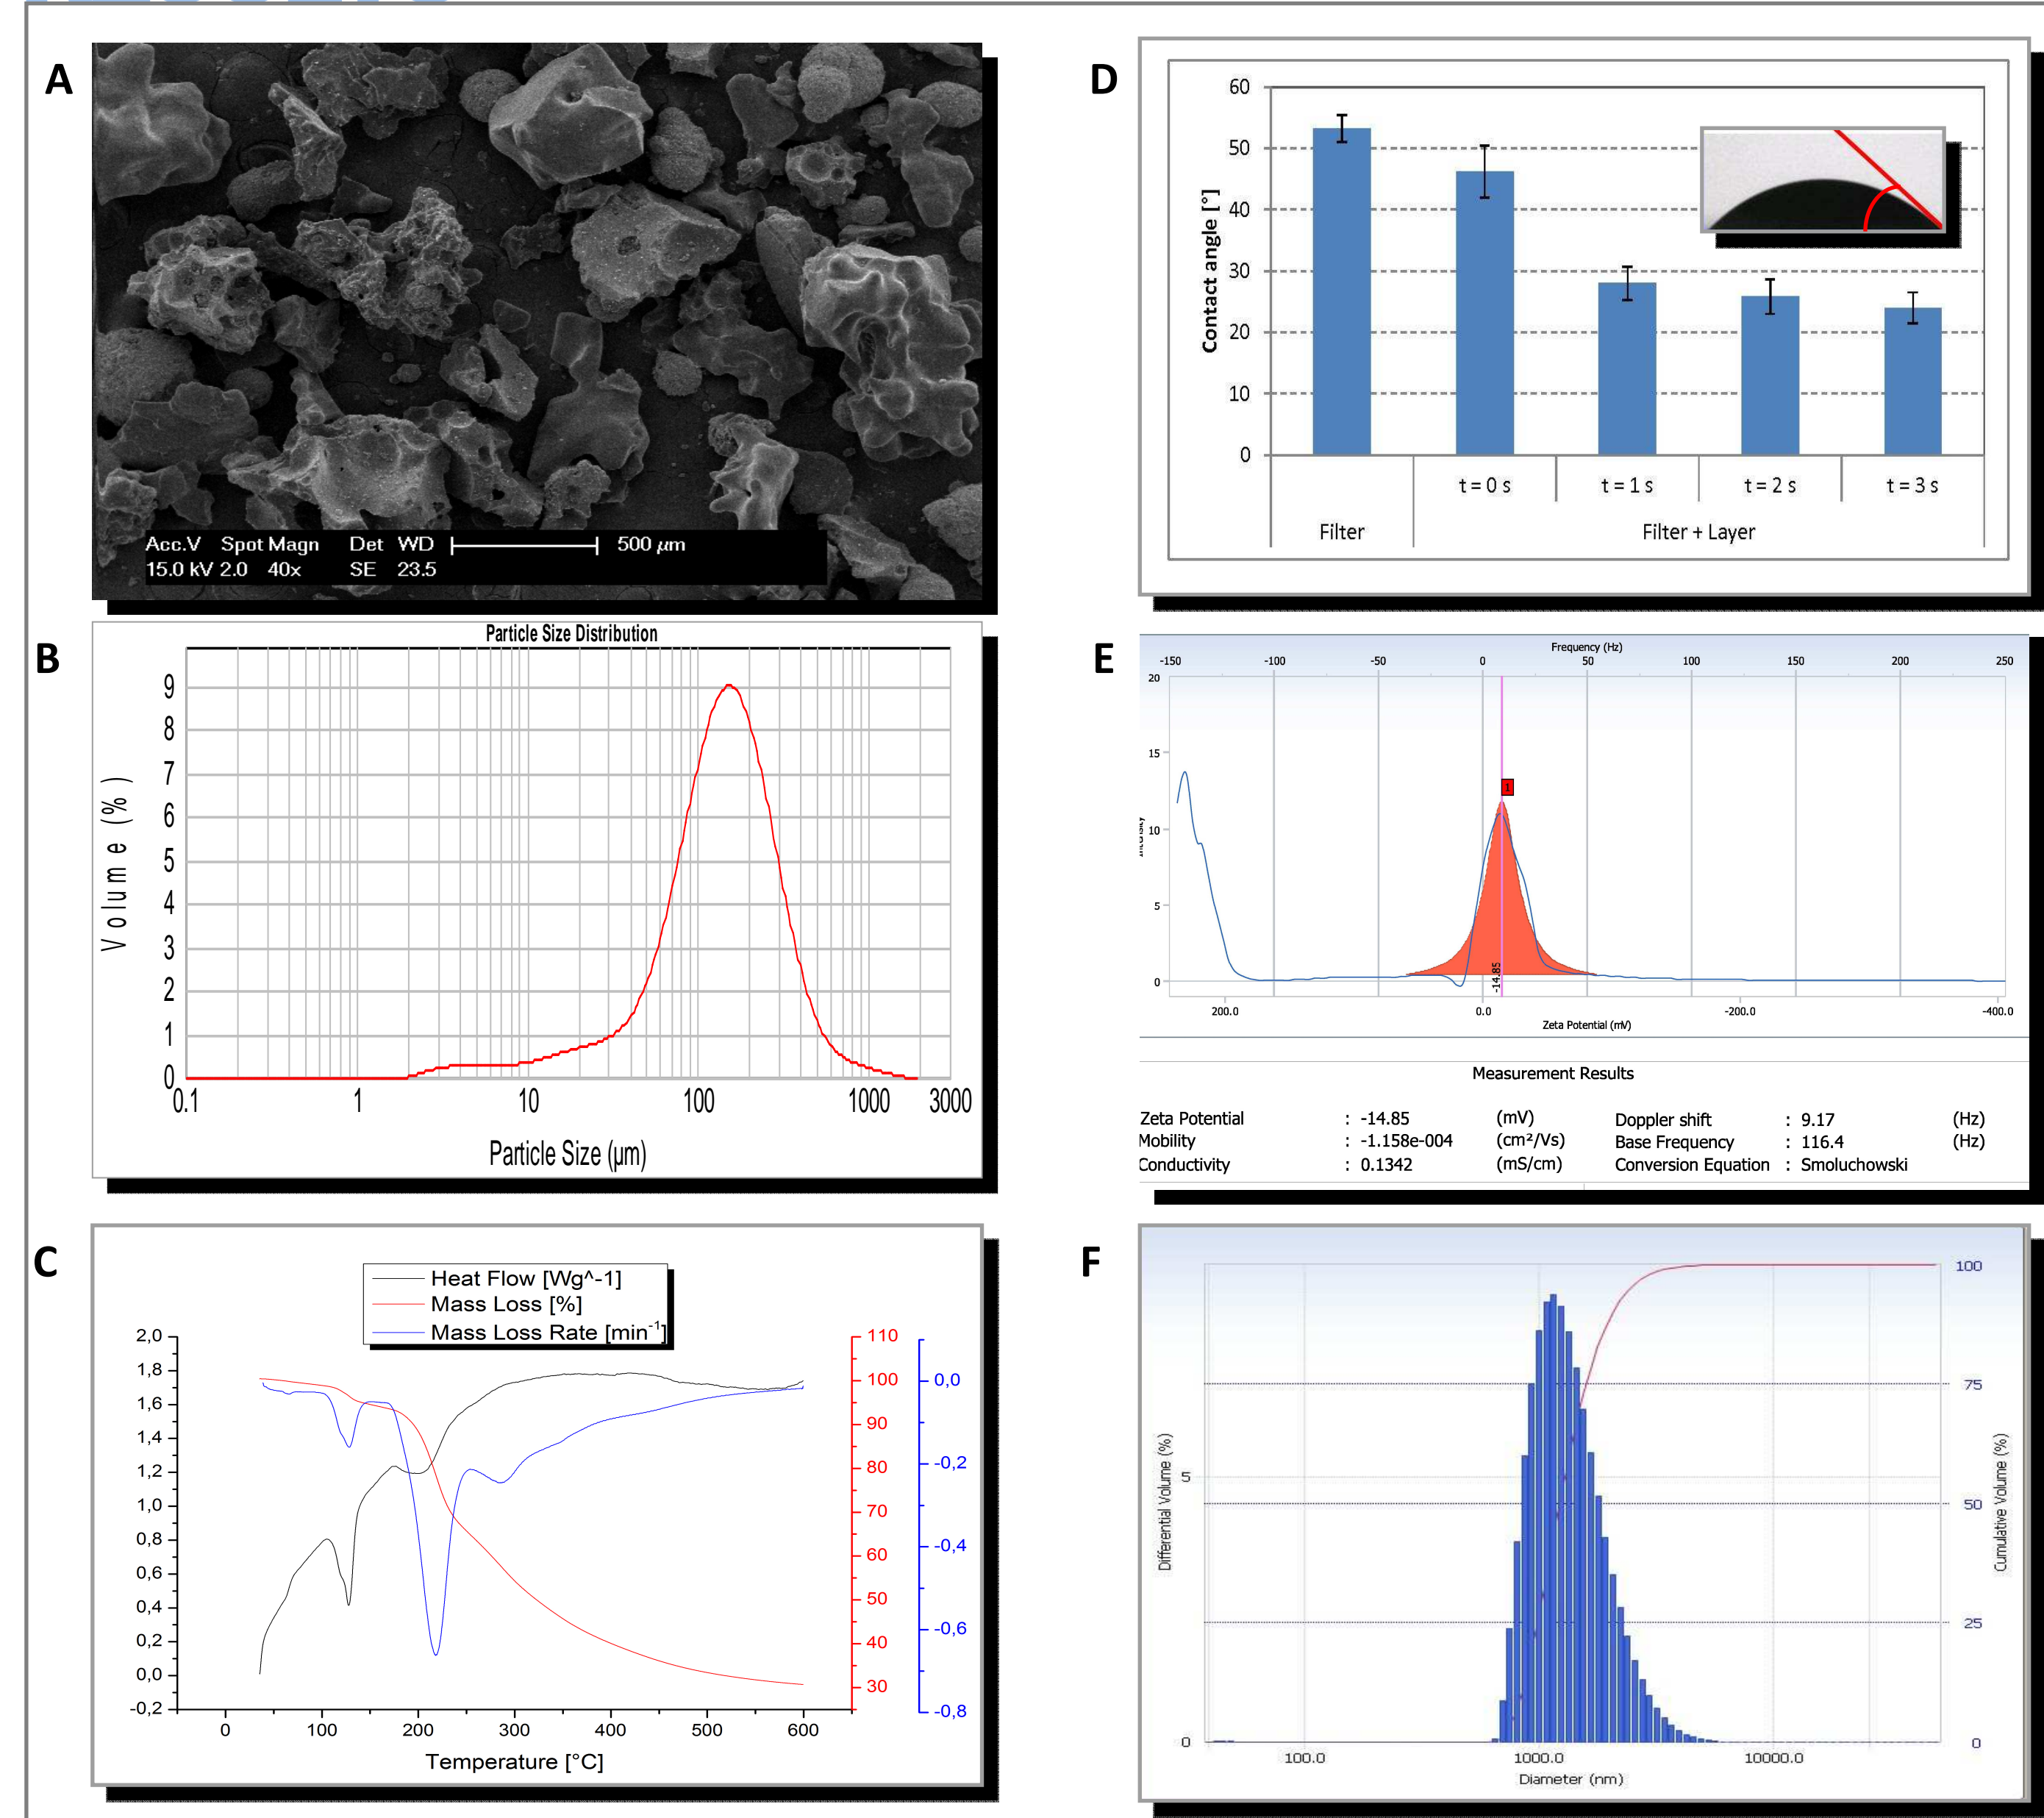 A
Acc.V Spot Magn Det WD 500 µm
15.0 kV 2.0 40x SE 23.5
B
Particle Size Distribution
Volume (%)
9
8
7
6
5
4
3
2
1
0
0.1 1 10 100 1000 3000
Particle Size (µm)
C
Heat Flow [Wg^-1]
Mass Loss [%]
Mass Loss Rate [min⁻¹]
2,0
1,8
1,6
1,4
1,2
1,0
0,8
0,6
0,4
0,2
0,0
-0,2
110
100
90
80
70
60
50
40
30
0,0
-0,2
-0,4
-0,6
-0,8
0 100 200 300 400 500 600
Temperature [°C]
D
Contact angle [°]
60
50
40
30
20
10
0
t = 0 s t = 1 s t = 2 s t = 3 s
Filter Filter + Layer
E
Frequency (Hz)
-150 -100 -50 0 50 100 150 200 250
20
15
10
5
0
Intensity
1
-14.85
200.0 0.0 -200.0 -400.0
Zeta Potential (mV)
Measurement Results
Zeta Potential : -14.85 (mV) Doppler shift : 9.17 (Hz)
Mobility : -1.158e-004 (cm²/Vs) Base Frequency : 116.4 (Hz)
Conductivity : 0.1342 (mS/cm) Conversion Equation : Smoluchowski
F
Differential Volume (%)
5
0
100
75
50
25
0
Cumulative Volume (%)
100.0 1000.0 10000.0
Diameter (nm)